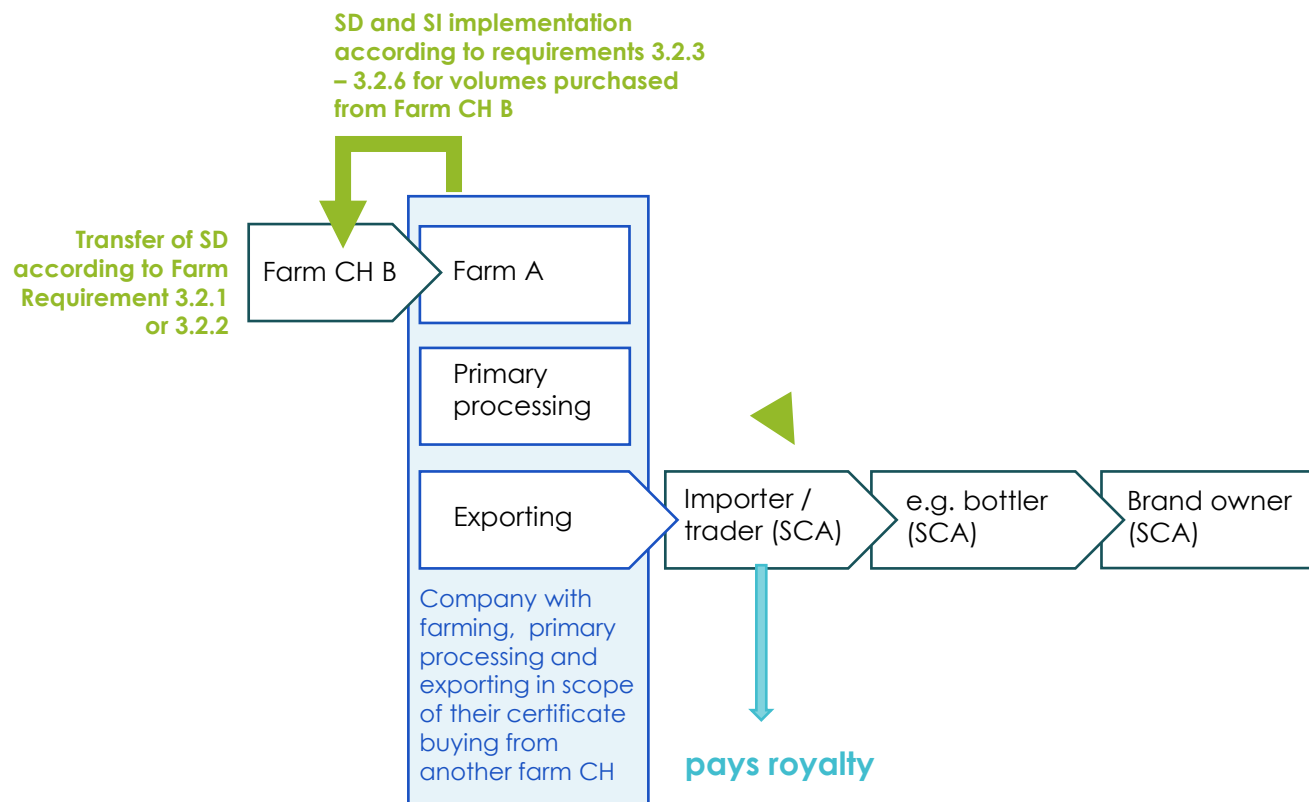 SD and SI implementation
according to requirements 3.2.3
– 3.2.6 for volumes purchased
from Farm CH B
Transfer of SD
according to Farm
Requirement 3.2.1
or 3.2.2
Farm CH B
Farm A
Primary
processing
Exporting
Importer /
trader (SCA)
e.g. bottler
(SCA)
Brand owner
(SCA)
Company with
farming,  primary
processing and
exporting in scope
of their certificate
buying from
another farm CH
pays royalty